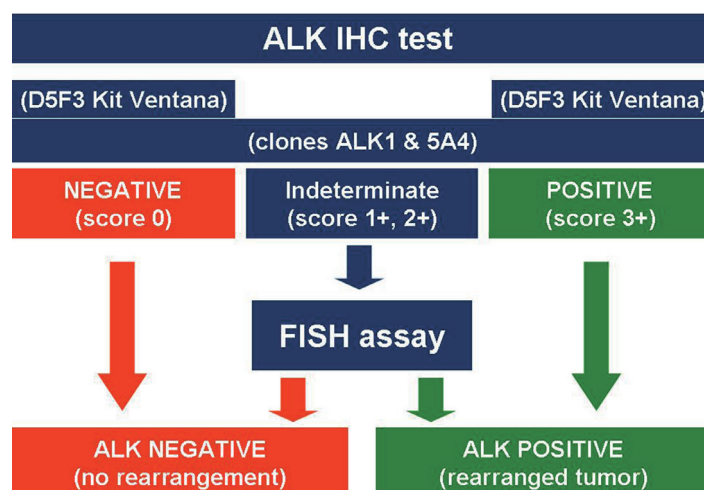 ALK IHC test
(D5F3 Kit Ventana)
(D5F3 Kit Ventana)
(clones ALK1 & 5A4)
NEGATIVE
(score 0)
Indeterminate
(score 1+, 2+)
POSITIVE
(score 3+)
FISH assay
ALK NEGATIVE
(no rearrangement)
ALK POSITIVE
(rearranged tumor)